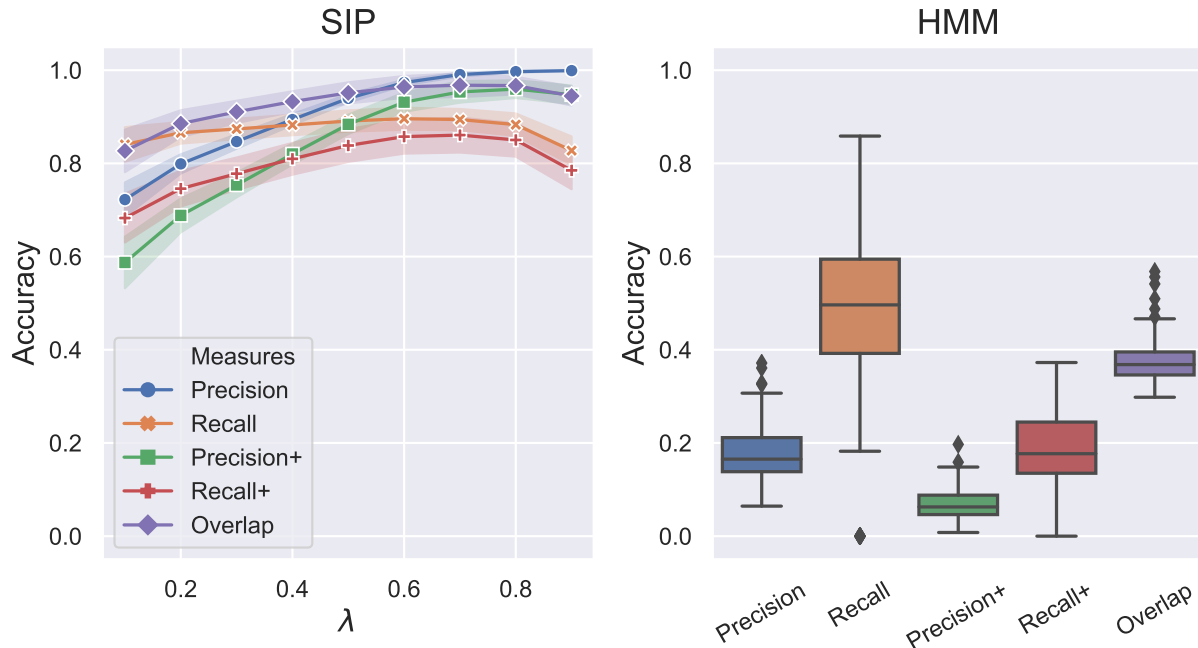 SIP
HMM
Accuracy
1.0
0.8
0.6
0.4
0.2
0.0
Measures
Precision
Recall
Precision+
Recall+
Overlap
0.2
0.4
0.6
0.8
λ
Accuracy
1.0
0.8
0.6
0.4
0.2
0.0
Precision
Recall
Precision+
Recall+
Overlap